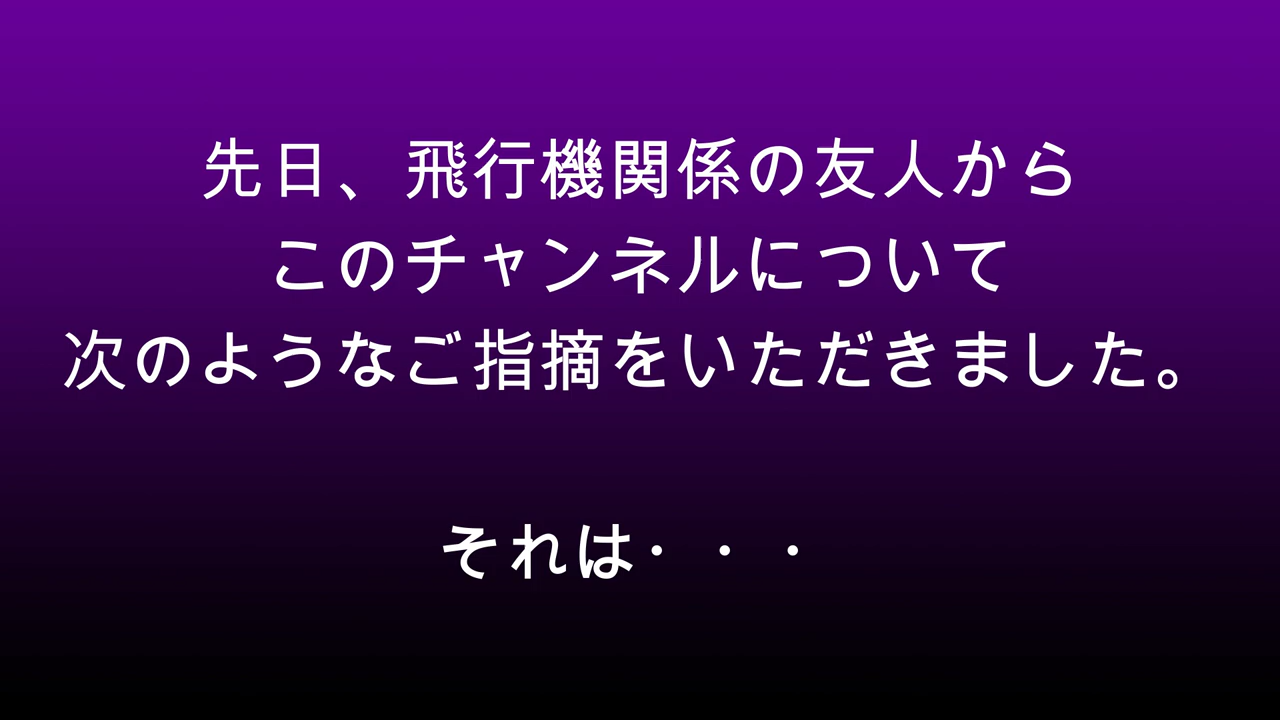 先日、飛行機関係の友人から
このチャンネルについて
次のようなご指摘をいただきました。
それは・・・